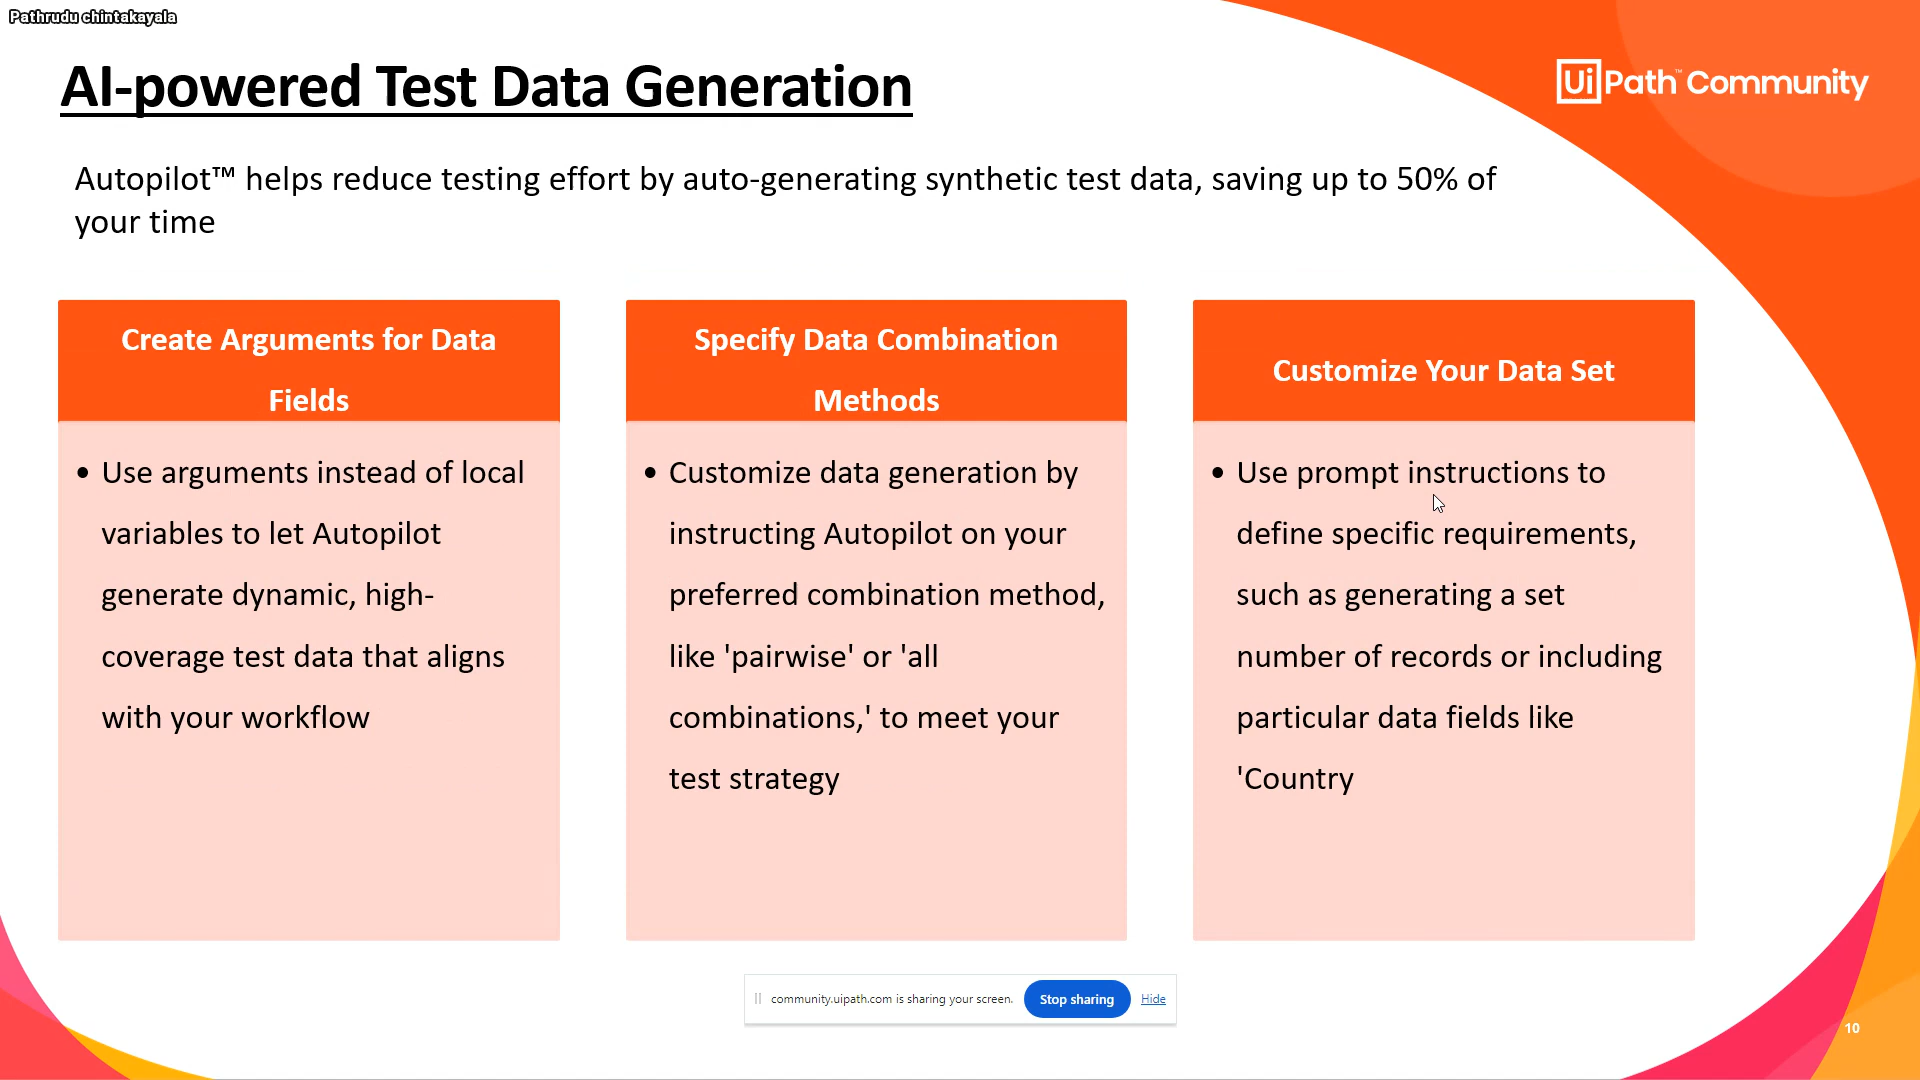 Pathrudu chintakayala
AI-powered Test Data Generation
UiPath™ Community
Autopilot™ helps reduce testing effort by auto-generating synthetic test data, saving up to 50% of
your time
Create Arguments for Data
Fields
• Use arguments instead of local
variables to let Autopilot
generate dynamic, high-
coverage test data that aligns
with your workflow
Specify Data Combination
Methods
• Customize data generation by
instructing Autopilot on your
preferred combination method,
like 'pairwise' or 'all
combinations,' to meet your
test strategy
Customize Your Data Set
• Use prompt instructions to
define specific requirements,
such as generating a set
number of records or including
particular data fields like
'Country
community.uipath.com is sharing your screen.
Stop sharing
Hide
10